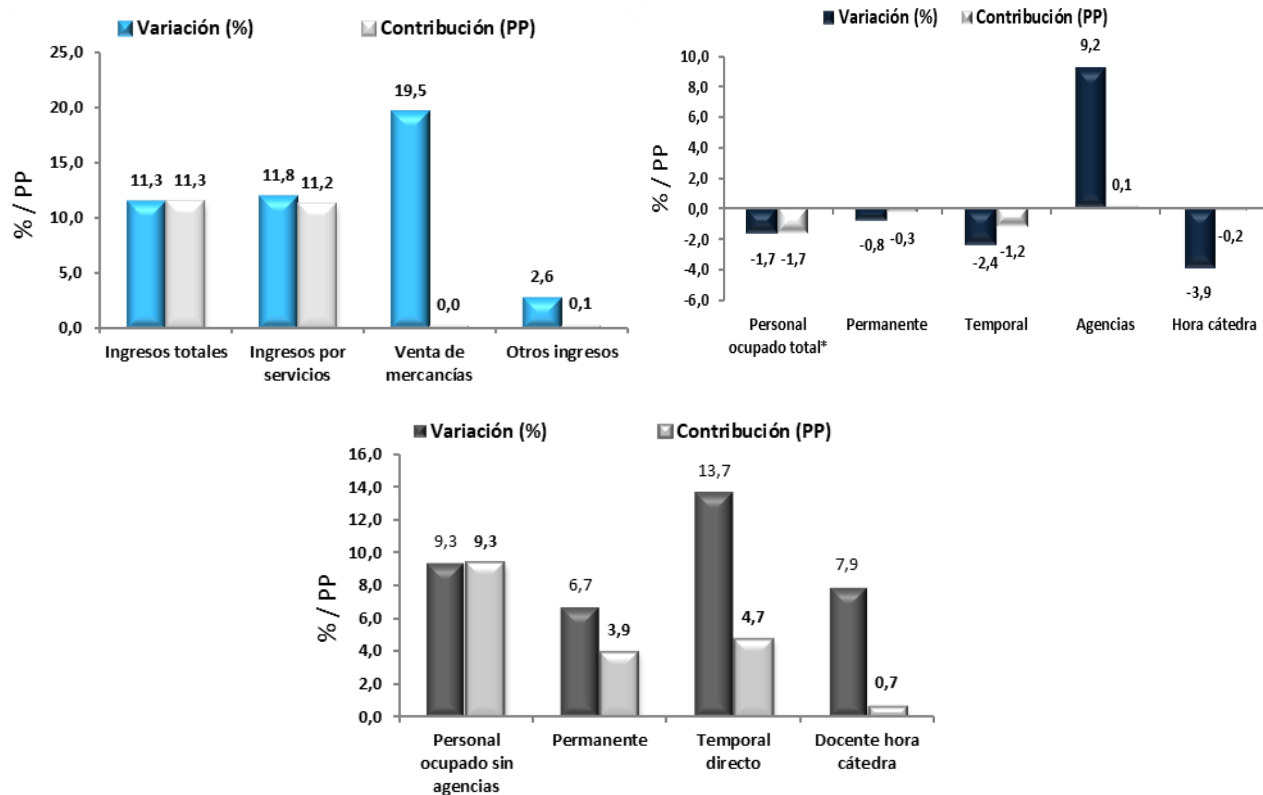 Variación (%) Contribución (PP)
% / PP
25,0
20,0
15,0
10,0
5,0
0,0
11,3 11,3
11,8 11,2
19,5 0,0
2,6 0,1
Ingresos totales
Ingresos por
servicios
Venta de
mercancías
Otros ingresos
Variación (%) Contribución (PP)
% / PP
10,0
8,0
6,0
4,0
2,0
0,0
-2,0
-4,0
-6,0
-1,7 -1,7
-0,8 -0,3
-2,4 -1,2
9,2 0,1
-3,9 -0,2
Personal
ocupado total*
Permanente
Temporal
Agencias
Hora cátedra
Variación (%) Contribución (PP)
% / PP
16,0
14,0
12,0
10,0
8,0
6,0
4,0
2,0
0,0
9,3 9,3
6,7 3,9
13,7 4,7
7,9 0,7
Personal
ocupado sin
agencias
Permanente
Temporal
directo
Docente hora
cátedra